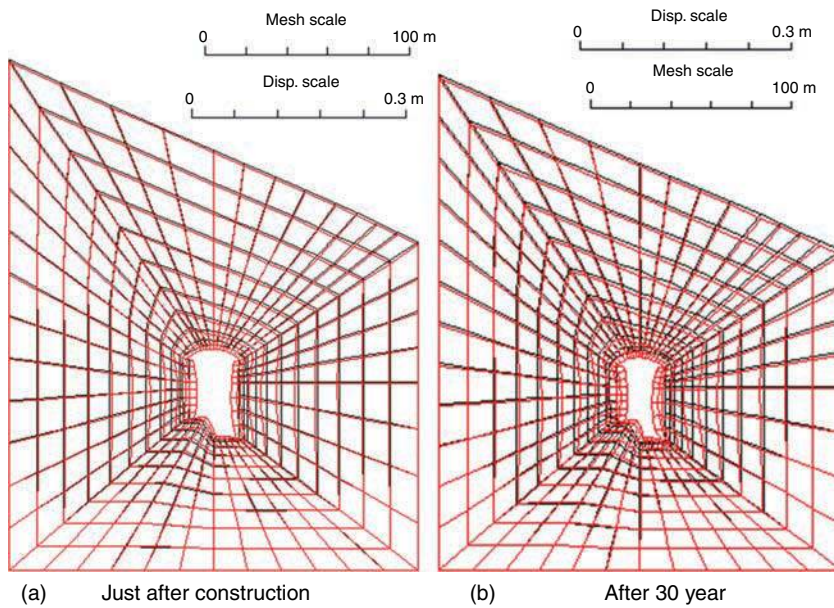 Mesh scale
0 100 m
Disp. scale
0 0.3 m
Disp. scale
0 0.3 m
Mesh scale
0 100 m
(a) Just after construction
(b) After 30 year